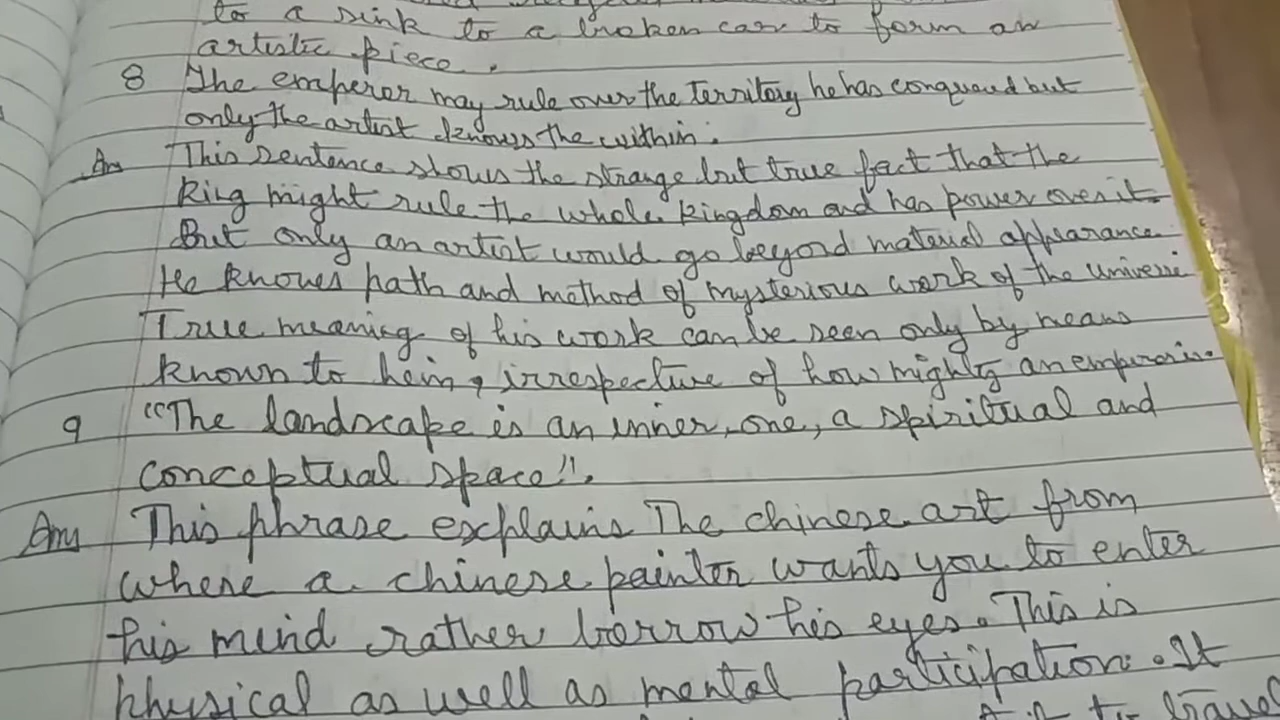 to a sink to a broken car to form an
artistic piece.
8 The emperor may rule over the territory he has conquered but
only the artist knows the within.
Ans This sentence shows the strange but true fact that the
King might rule the whole kingdom and has power over it.
But only an artist would go beyond material appearance.
He knows path and method of mysterious work of the universe
True meaning of his work can be seen only by means
known to him, irrespective of how mighty an emperor is.
9 "The landscape is an inner, one, a spiritual and
conceptual space".
Ans This phrase explains The chinese art from
where a chinese painter wants you to enter
his mind rather borrow his eyes. This is
physical as well as mental participation. It
to travel